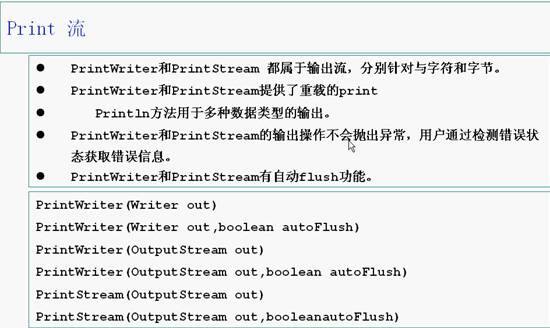 Print 流
● PrintWriter和PrintStream 都属于输出流，分别针对与字符和字节。
● PrintWriter和PrintStream提供了重载的print
● Println方法用于多种数据类型的输出。
● PrintWriter和PrintStream的输出操作不会抛出异常，用户通过检测错误状
态获取错误信息。
● PrintWriter和PrintStream有自动flush功能。
PrintWriter(Writer out)
PrintWriter(Writer out,boolean autoFlush)
PrintWriter(OutputStream out)
PrintWriter(OutputStream out,boolean autoFlush)
PrintStream(OutputStream out)
PrintStream(OutputStream out,booleanautoFlush)